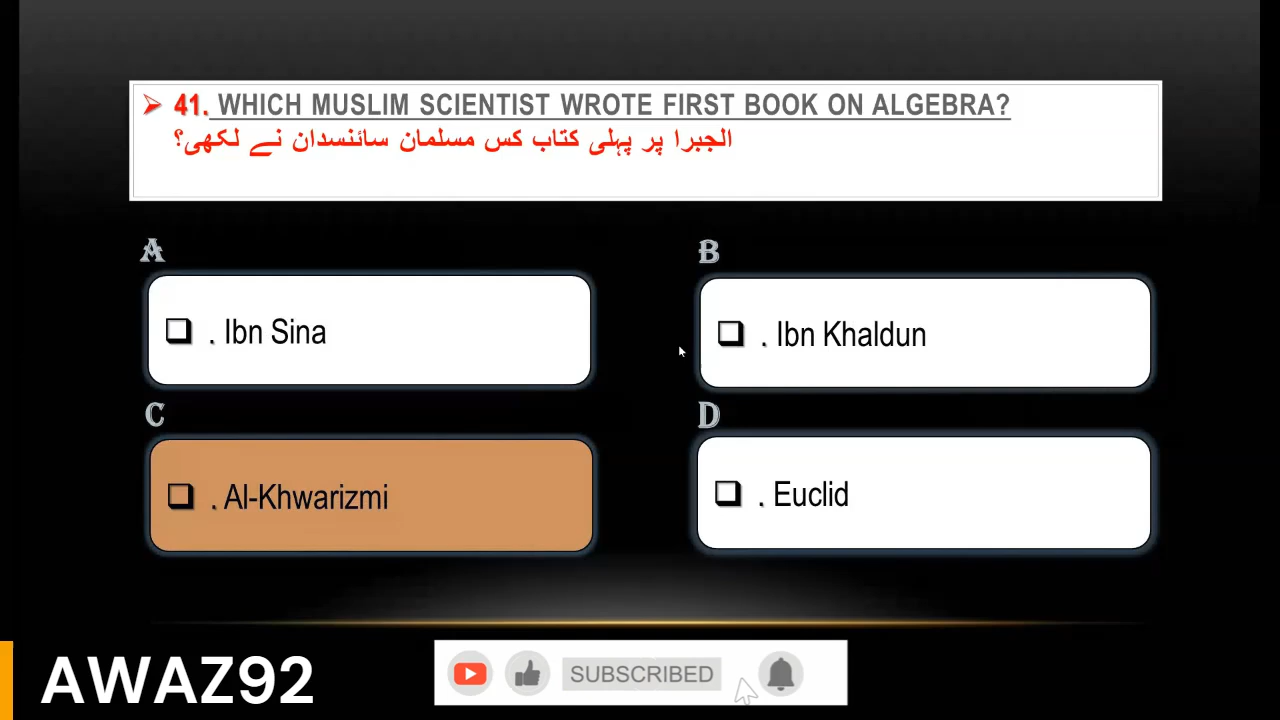 ➢ 41. WHICH MUSLIM SCIENTIST WROTE FIRST BOOK ON ALGEBRA?
الجبرا پر پہلی کتاب کس مسلمان سائنسدان نے لکھی؟
A
❑ . Ibn Sina
B
❑ . Ibn Khaldun
C
❑ . Al-Khwarizmi
D
❑ . Euclid
AWAZ92
SUBSCRIBED